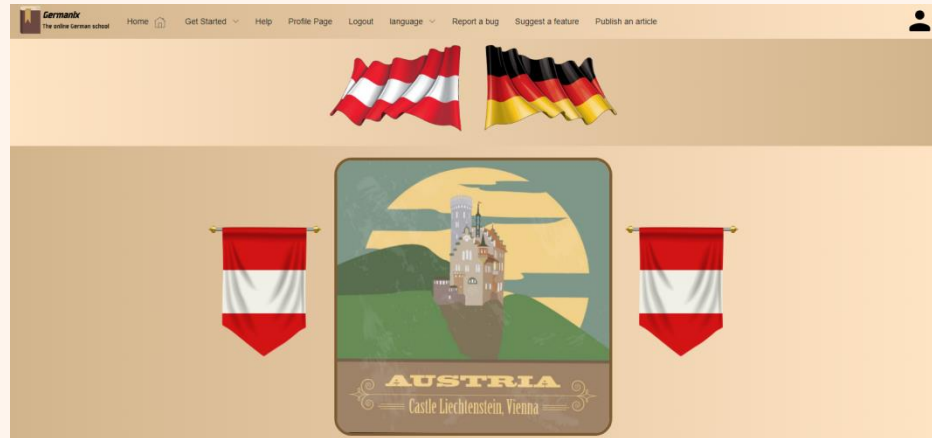 Germanix
The online German school
Home Get Started Help Profile Page Logout language Report a bug Suggest a feature Publish an article
AUSTRIA
Castle Liechtenstein, Vienna